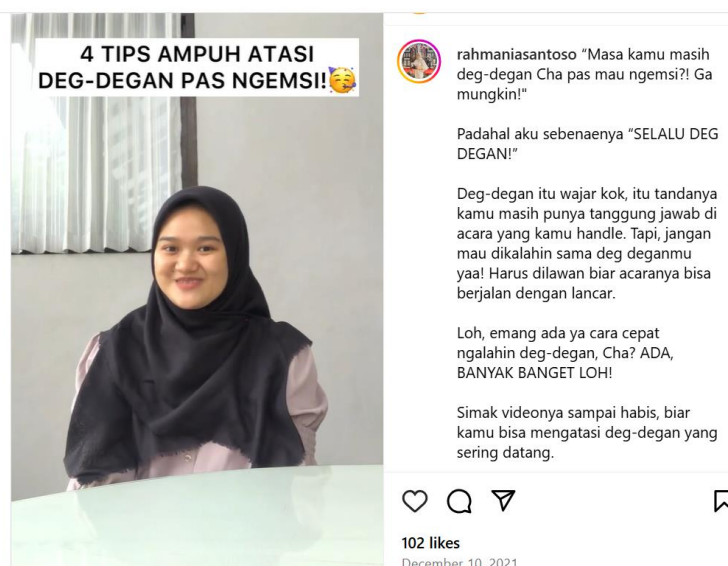 4 TIPS AMPUH ATASI
DEG-DEGAN PAS NGEMSI!🥳
rahmaniasantoso “Masa kamu masih
deg-degan Cha pas mau ngemsi?! Ga
mungkin!"
Padahal aku sebenaenya “SELALU DEG
DEGAN!”
Deg-degan itu wajar kok, itu tandanya
kamu masih punya tanggung jawab di
acara yang kamu handle. Tapi, jangan
mau dikalahin sama deg deganmu
yaa! Harus dilawan biar acaranya bisa
berjalan dengan lancar.
Loh, emang ada ya cara cepat
ngalahin deg-degan, Cha? ADA,
BANYAK BANGET LOH!
Simak videonya sampai habis, biar
kamu bisa mengatasi deg-degan yang
sering datang.
102 likes
December 10, 2021